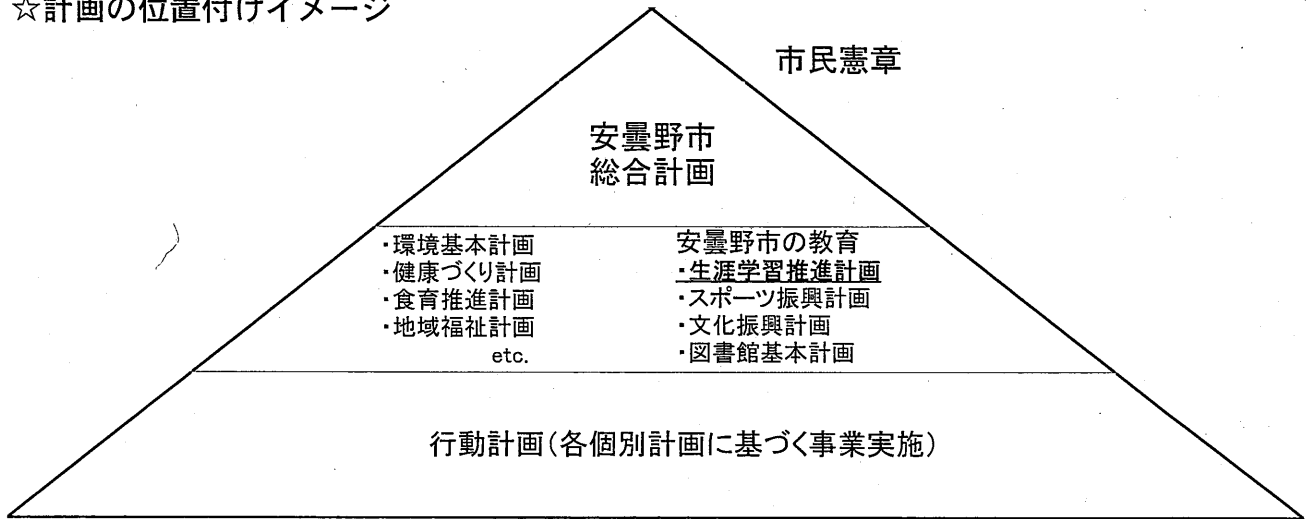 ☆計画の位置付けイメージ
市民憲章
安曇野市
総合計画
・環境基本計画
・健康づくり計画
・食育推進計画
・地域福祉計画
etc.
安曇野市の教育
・生涯学習推進計画
・スポーツ振興計画
・文化振興計画
・図書館基本計画
行動計画(各個別計画に基づく事業実施)